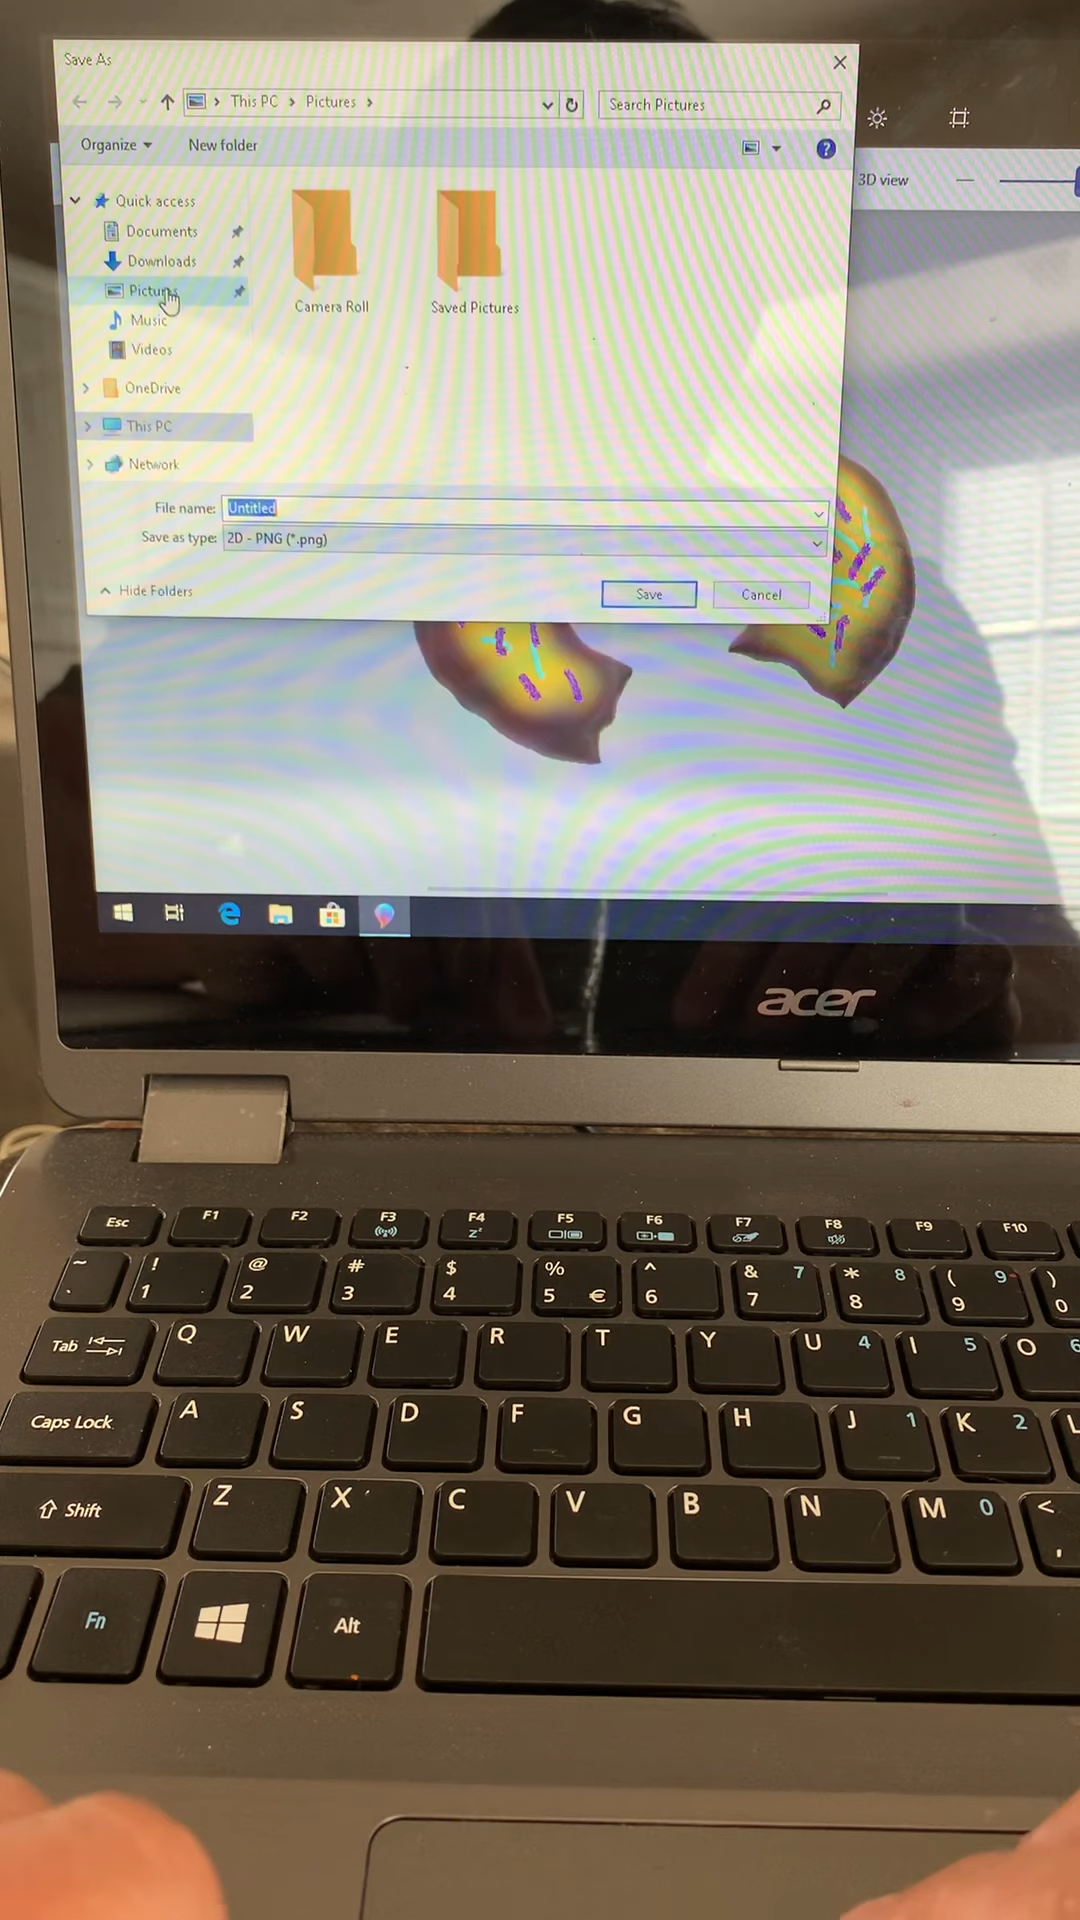 Save As
This PC > Pictures >
Search Pictures
Organize
New folder
?
3D view
Quick access
Documents
Downloads
Pictures
Music
Videos
OneDrive
This PC
Network
Camera Roll
Saved Pictures
File name: Untitled
Save as type: 2D - PNG (*.png)
Hide Folders
Save
Cancel
acer
Esc F1 F2 F3 F4 F5 F6 F7 F8 F9 F10
~ ! @ # $ % ^ & 7 * 8 ( 9 )
1 2 3 4 5 € 6 7 8 9 0
Tab Q W E R T Y U 4 I 5 O 6
Caps Lock A S D F G H J 1 K 2 L
Shift Z X C V B N M 0 <
,
Fn Alt